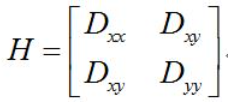 H = [ D_xx D_xy
D_xy D_yy ].